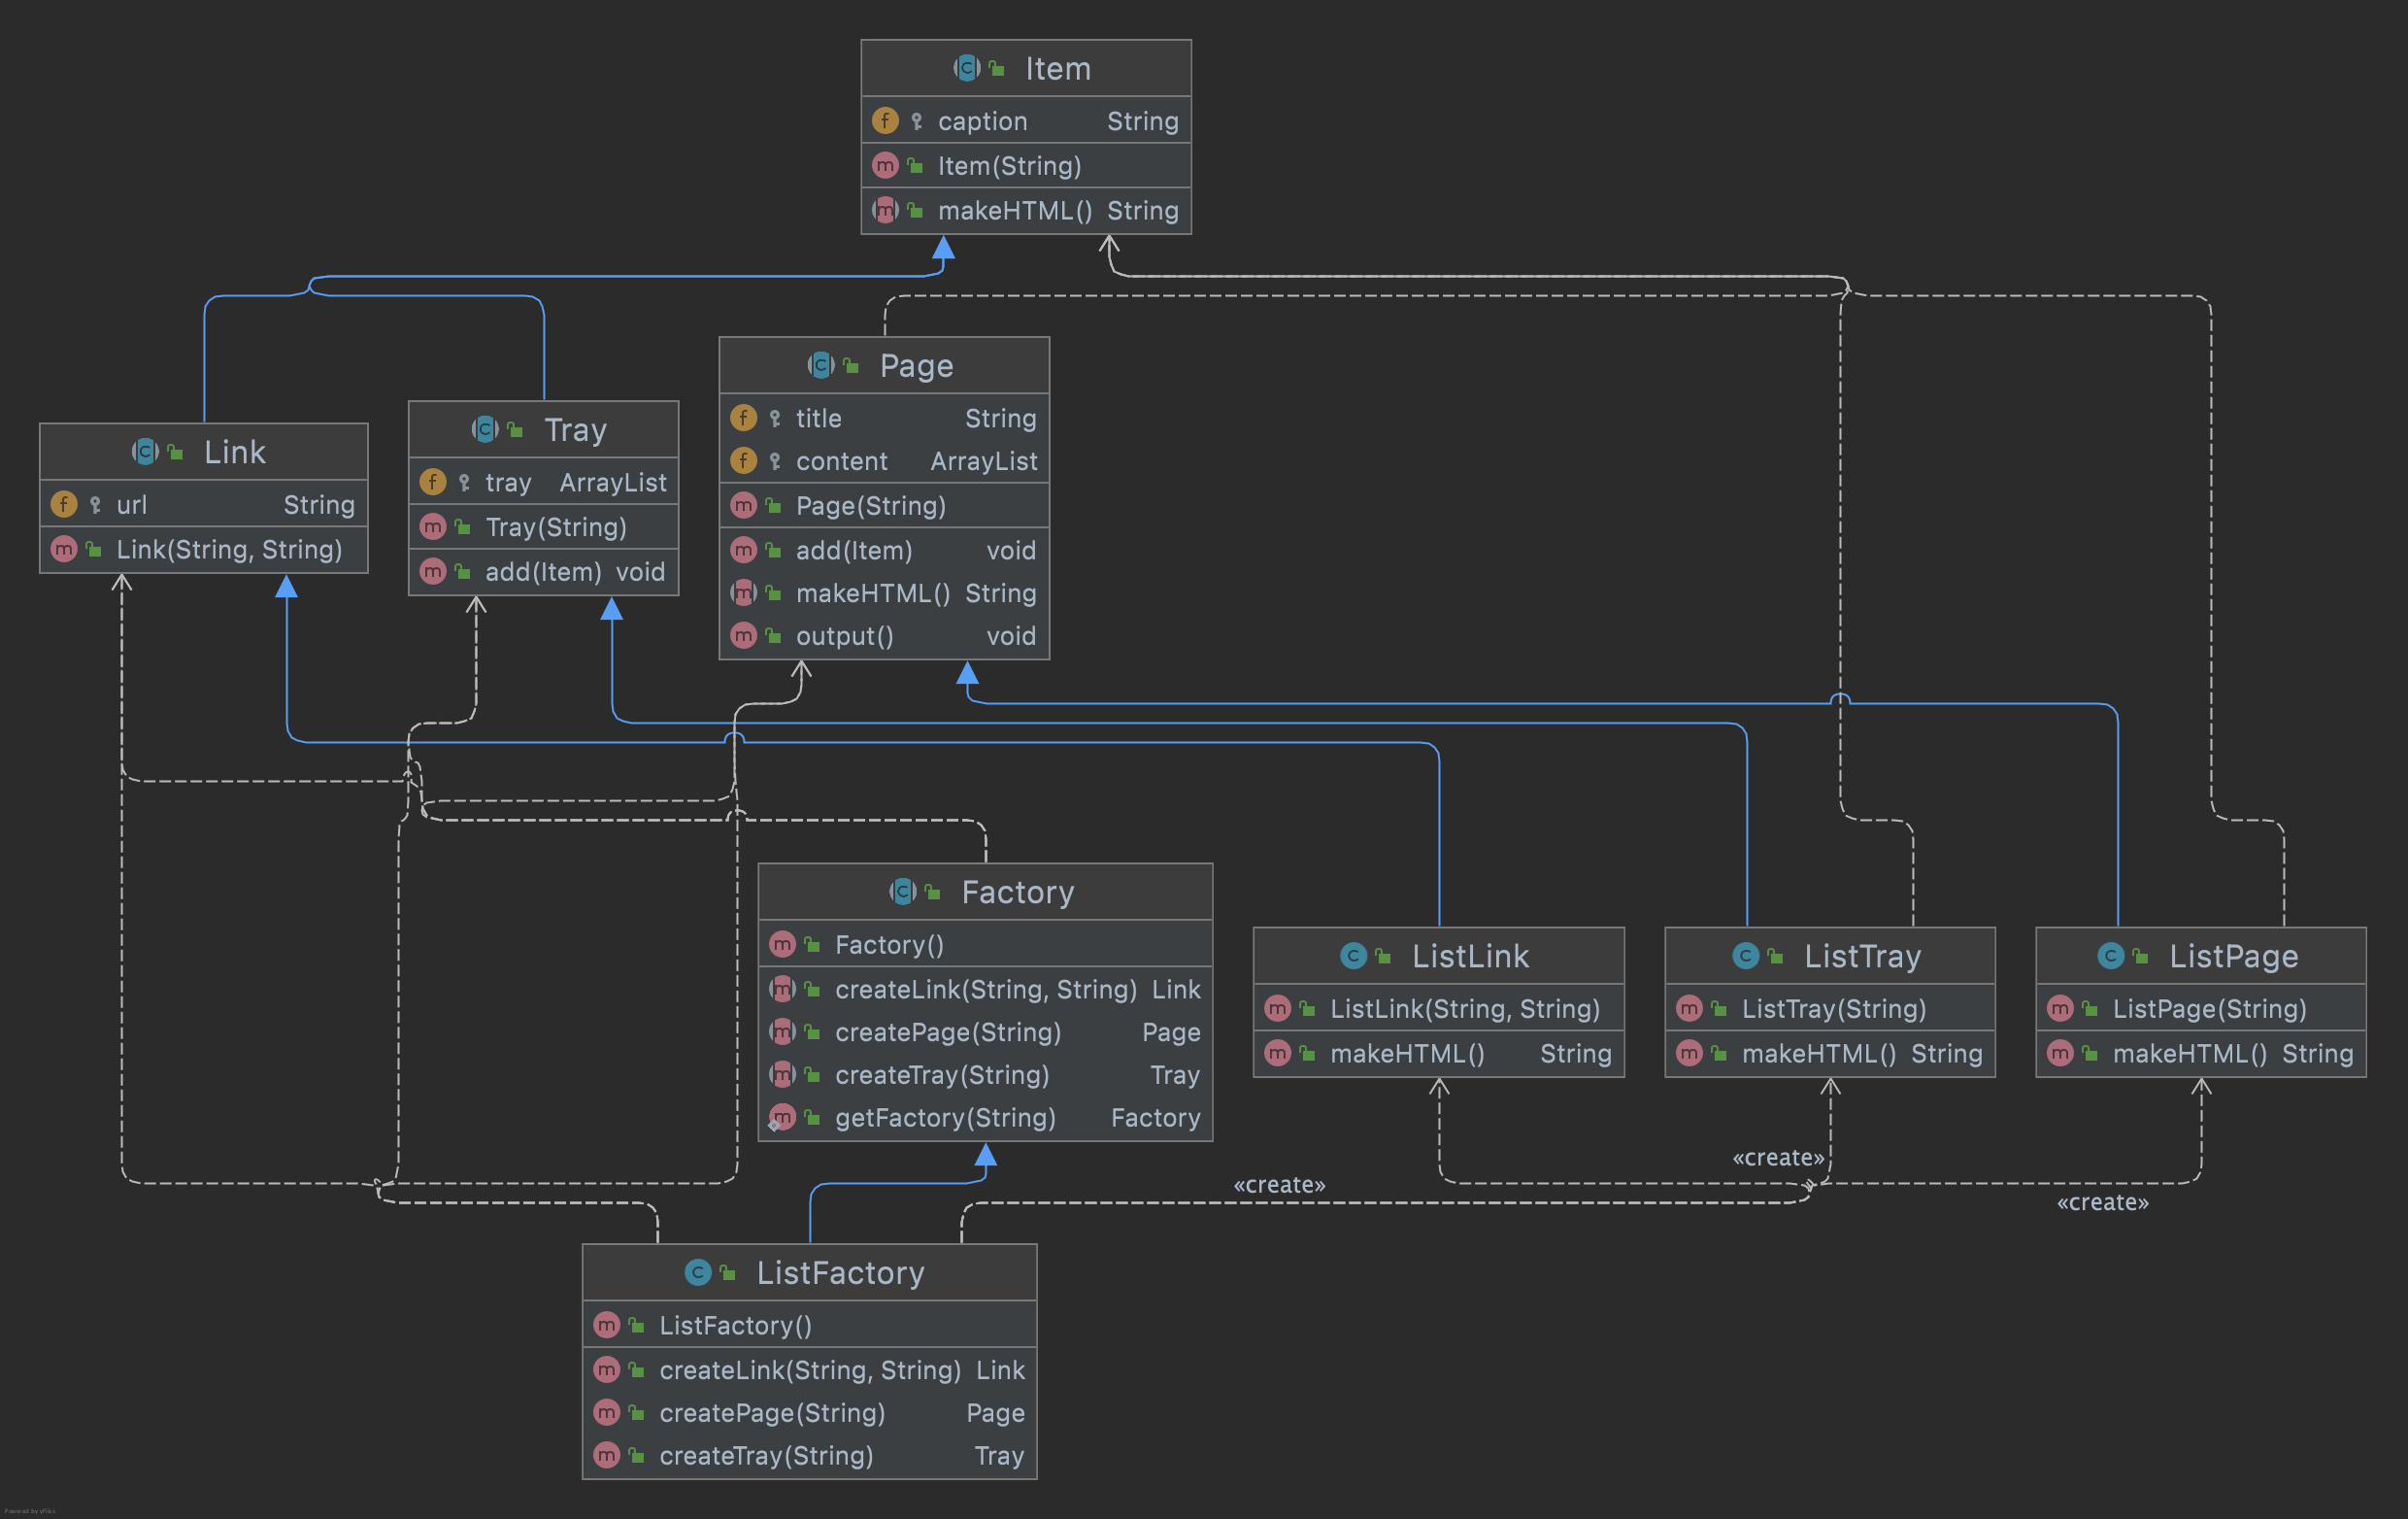 Item
caption String
Item(String)
makeHTML() String
Page
title String
content ArrayList
Page(String)
add(Item) void
makeHTML() String
output() void
Link
url String
Link(String, String)
Tray
tray ArrayList
Tray(String)
add(Item) void
Factory
Factory()
createLink(String, String) Link
createPage(String) Page
createTray(String) Tray
getFactory(String) Factory
ListLink
ListLink(String, String)
makeHTML() String
ListTray
ListTray(String)
makeHTML() String
ListPage
ListPage(String)
makeHTML() String
«create»
«create»
«create»
ListFactory
ListFactory()
createLink(String, String) Link
createPage(String) Page
createTray(String) Tray
Powered by yFiles